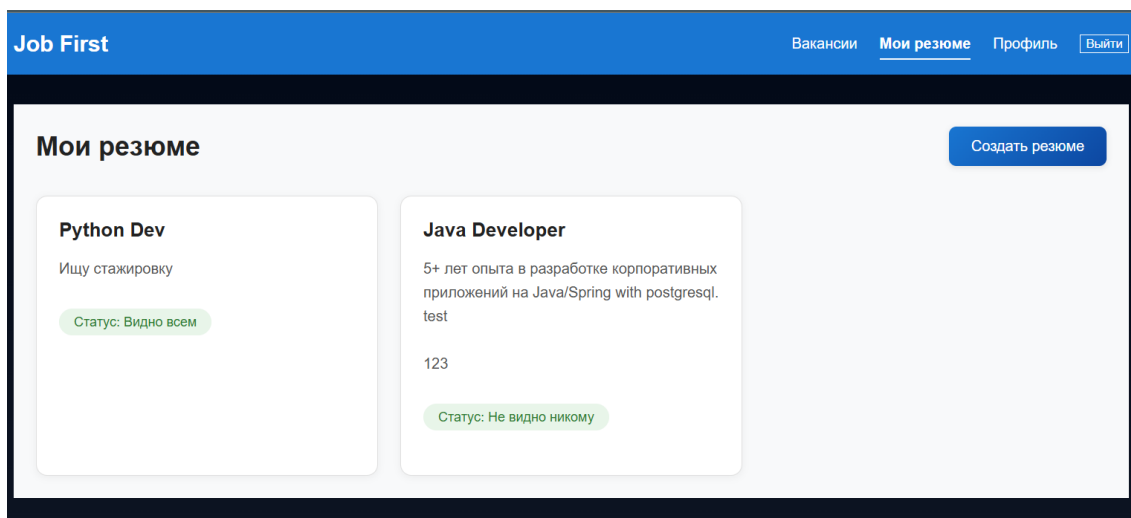 Job First
Вакансии Мои резюме Профиль Выйти
Мои резюме
Создать резюме
Python Dev
Ищу стажировку
Статус: Видно всем
Java Developer
5+ лет опыта в разработке корпоративных
приложений на Java/Spring with postgresql.
test
123
Статус: Не видно никому